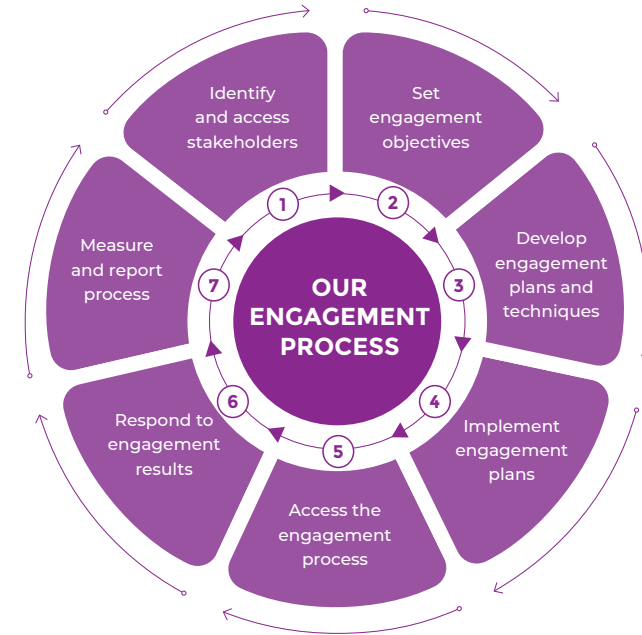 OUR
ENGAGEMENT
PROCESS
1
Identify
and access
stakeholders
2
Set
engagement
objectives
3
Develop
engagement
plans and
techniques
4
Implement
engagement
plans
5
Access the
engagement
process
6
Respond to
engagement
results
7
Measure
and report
process